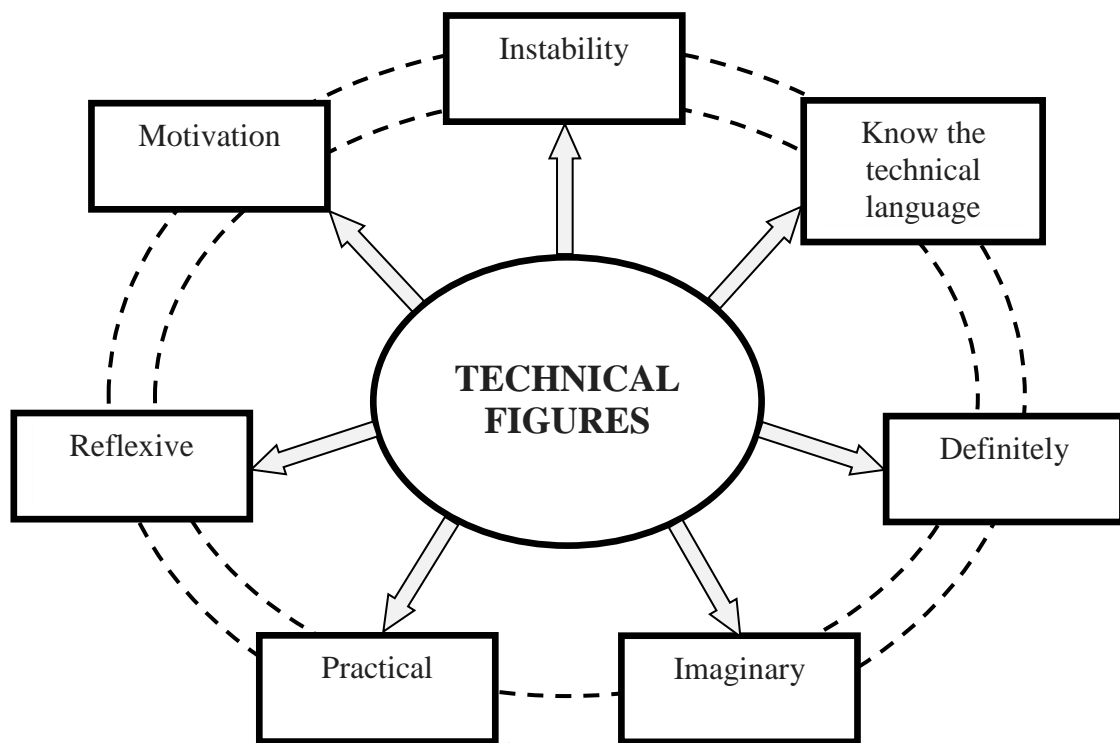 Instability
Motivation
Know the
technical
language
TECHNICAL
FIGURES
Reflexive
Definitely
Practical
Imaginary